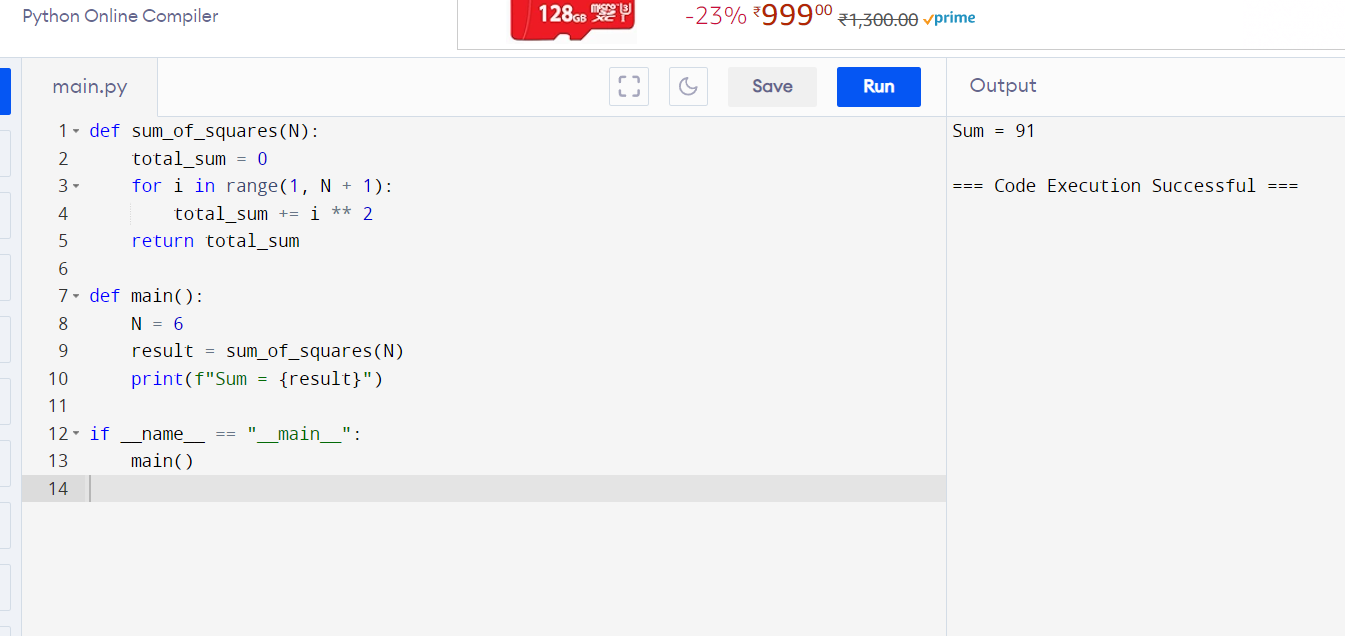 Python Online Compiler
128GB microSD XC I U3
-23% ₹999⁰⁰ ₹1,300.00 prime
main.py
Save
Run
Output
1 def sum_of_squares(N):
2     total_sum = 0
3     for i in range(1, N + 1):
4         total_sum += i ** 2
5     return total_sum
6
7 def main():
8     N = 6
9     result = sum_of_squares(N)
10     print(f"Sum = {result}")
11
12 if __name__ == "__main__":
13     main()
14
Sum = 91
=== Code Execution Successful ===